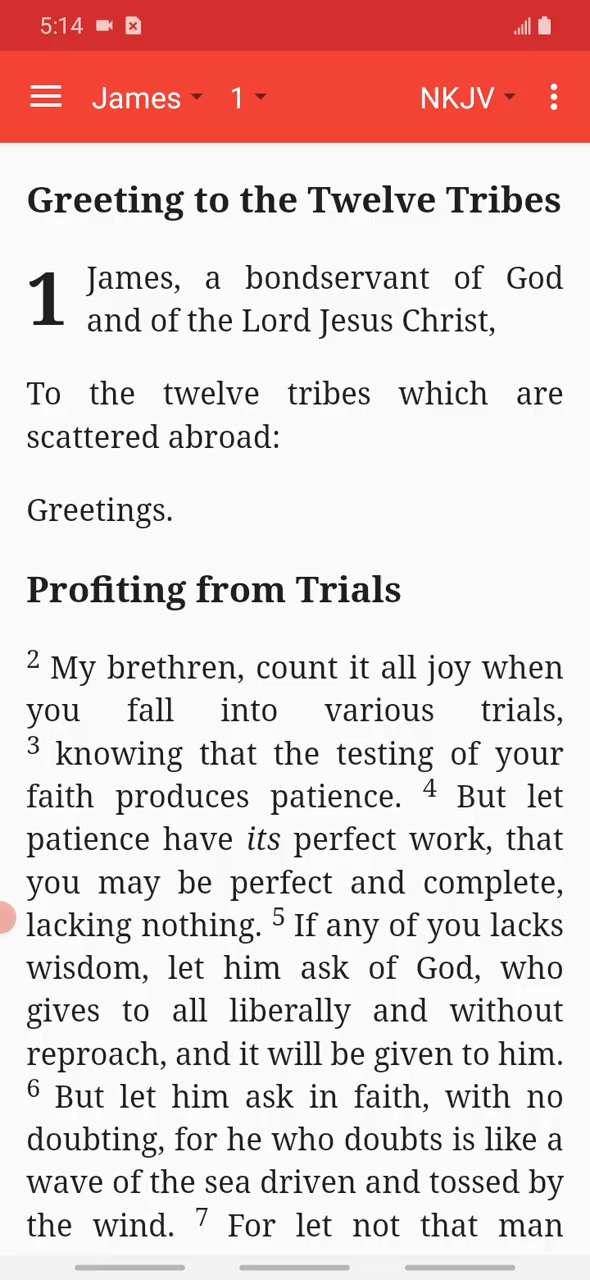 5:14
James 1 NKJV
Greeting to the Twelve Tribes
1 James, a bondservant of God
and of the Lord Jesus Christ,
To the twelve tribes which are
scattered abroad:
Greetings.
Profiting from Trials
2 My brethren, count it all joy when
you fall into various trials,
3 knowing that the testing of your
faith produces patience. 4 But let
patience have its perfect work, that
you may be perfect and complete,
lacking nothing. 5 If any of you lacks
wisdom, let him ask of God, who
gives to all liberally and without
reproach, and it will be given to him.
6 But let him ask in faith, with no
doubting, for he who doubts is like a
wave of the sea driven and tossed by
the wind. 7 For let not that man